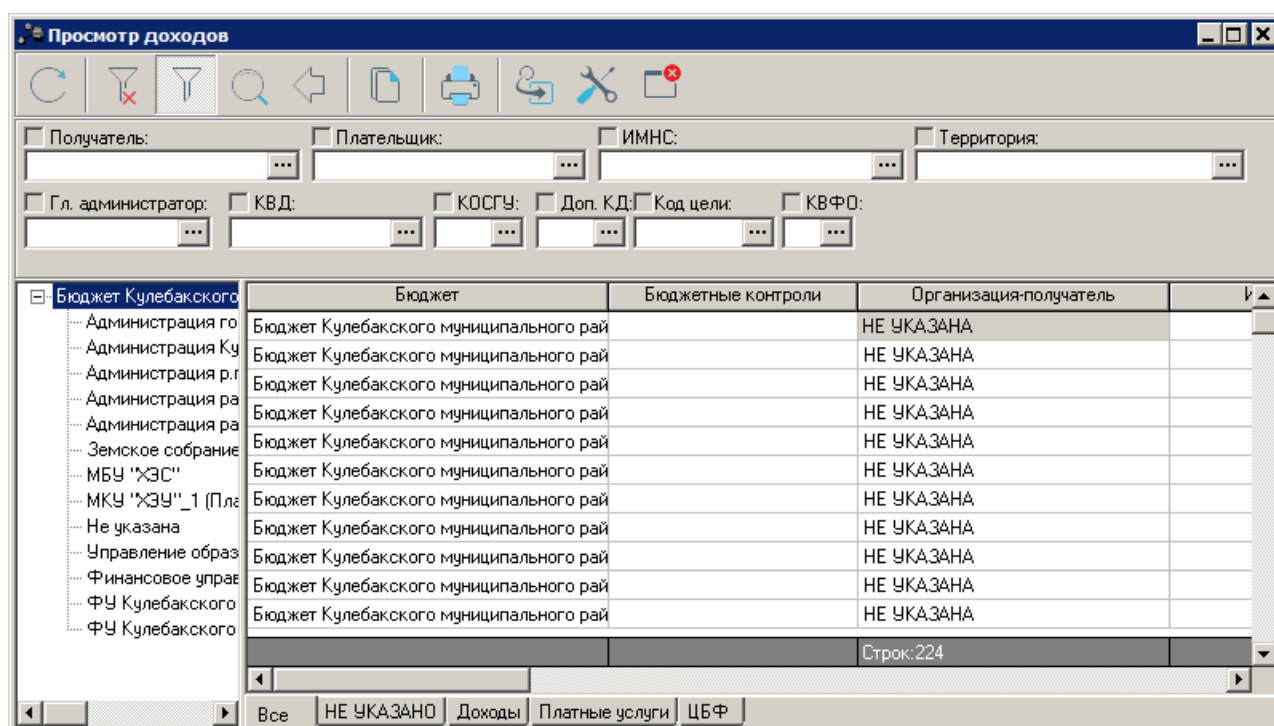 Просмотр доходов
Получатель: Плательщик: ИМНС: Территория:
Гл. администратор: КВД: КОСГУ: Доп. КД: Код цели: КВФО:
Бюджет Кулебакского
Администрация го
Администрация Ку
Администрация р.п
Администрация ра
Администрация ра
Земское собрание
МБУ "ХЭС"
МКУ "ХЭУ"_1 (Пла
Не указана
Управление образ
Финансовое управ
ФУ Кулебакского
ФУ Кулебакского
Бюджет Бюджетные контроли Организация-получатель И
Бюджет Кулебакского муниципального рай НЕ УКАЗАНА
Бюджет Кулебакского муниципального рай НЕ УКАЗАНА
Бюджет Кулебакского муниципального рай НЕ УКАЗАНА
Бюджет Кулебакского муниципального рай НЕ УКАЗАНА
Бюджет Кулебакского муниципального рай НЕ УКАЗАНА
Бюджет Кулебакского муниципального рай НЕ УКАЗАНА
Бюджет Кулебакского муниципального рай НЕ УКАЗАНА
Бюджет Кулебакского муниципального рай НЕ УКАЗАНА
Бюджет Кулебакского муниципального рай НЕ УКАЗАНА
Бюджет Кулебакского муниципального рай НЕ УКАЗАНА
Бюджет Кулебакского муниципального рай НЕ УКАЗАНА
Строк:224
Все НЕ УКАЗАНО Доходы Платные услуги ЦБФ